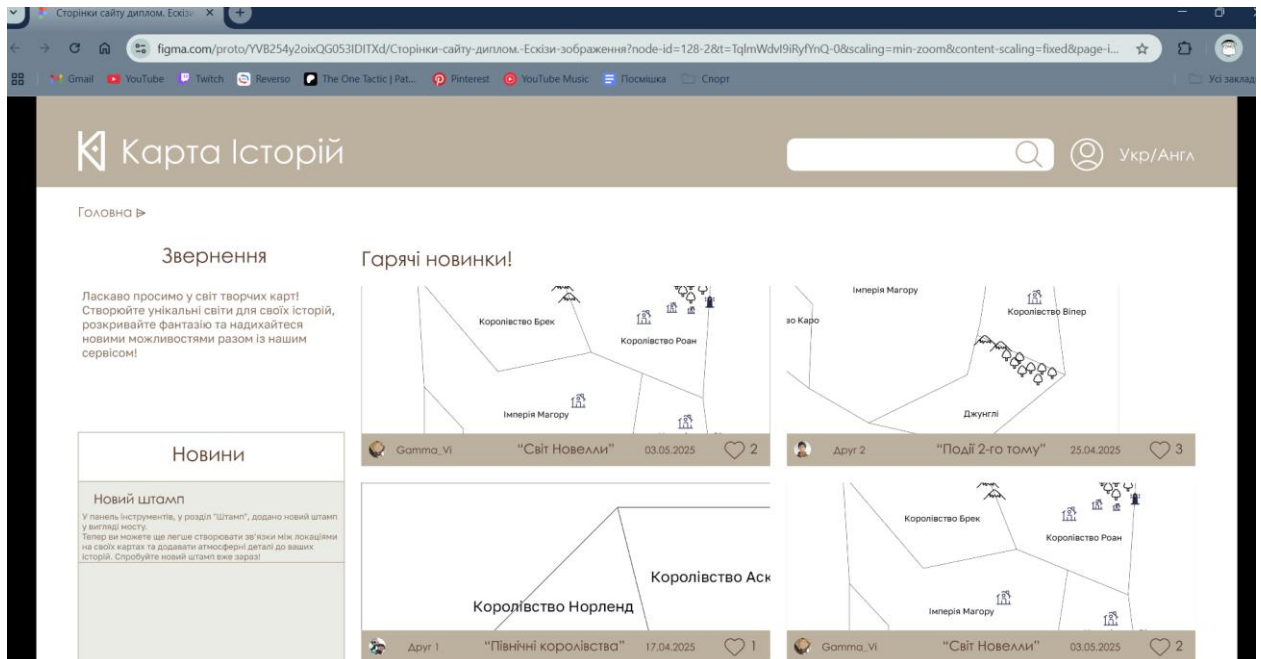 Сторінки сайту диплом. Ескізи
figma.com/proto/YVB254y2oixQG053IDITXd/Сторінки-сайту-диплом.-Ескізи-зображення?node-id=128-2&t=TqlmWdvI9iRyfYnQ-0&scaling=min-zoom&content-scaling=fixed&page-i...
Gmail YouTube Twitch Reverso The One Tactic | Pat... Pinterest YouTube Music Посмішка Спорт Усі заклад
Карта Історій
Укр/Англ
Головна
Звернення
Ласкаво просимо у світ творчих карт!
Створюйте унікальні світи для своїх історій,
розкривайте фантазію та надихайтеся
новими можливостями разом із нашим
сервісом!
Новини
Новий штамп
У панель інструментів, у розділ "Штамп", додано новий штамп
у вигляді мосту.
Тепер ви можете ще легше створювати зв'язки між локаціями
на своїх картах та додавати атмосферні деталі до ваших
історій. Спробуйте новий штамп вже зараз!
Гарячі новинки!
Королівство Брек
Королівство Роан
Імперія Магору
Gamma_Vi "Світ Новелли" 03.05.2025 2
Імперія Магору
Королівство Віпер
во Каро
Джунглі
Друг 2 "Події 2-го тому" 25.04.2025 3
Королівство Аск
Королівство Норленд
Друг 1 "Північні королівства" 17.04.2025 1
Королівство Брек
Королівство Роан
Імперія Магору
Gamma_Vi "Світ Новелли" 03.05.2025 2